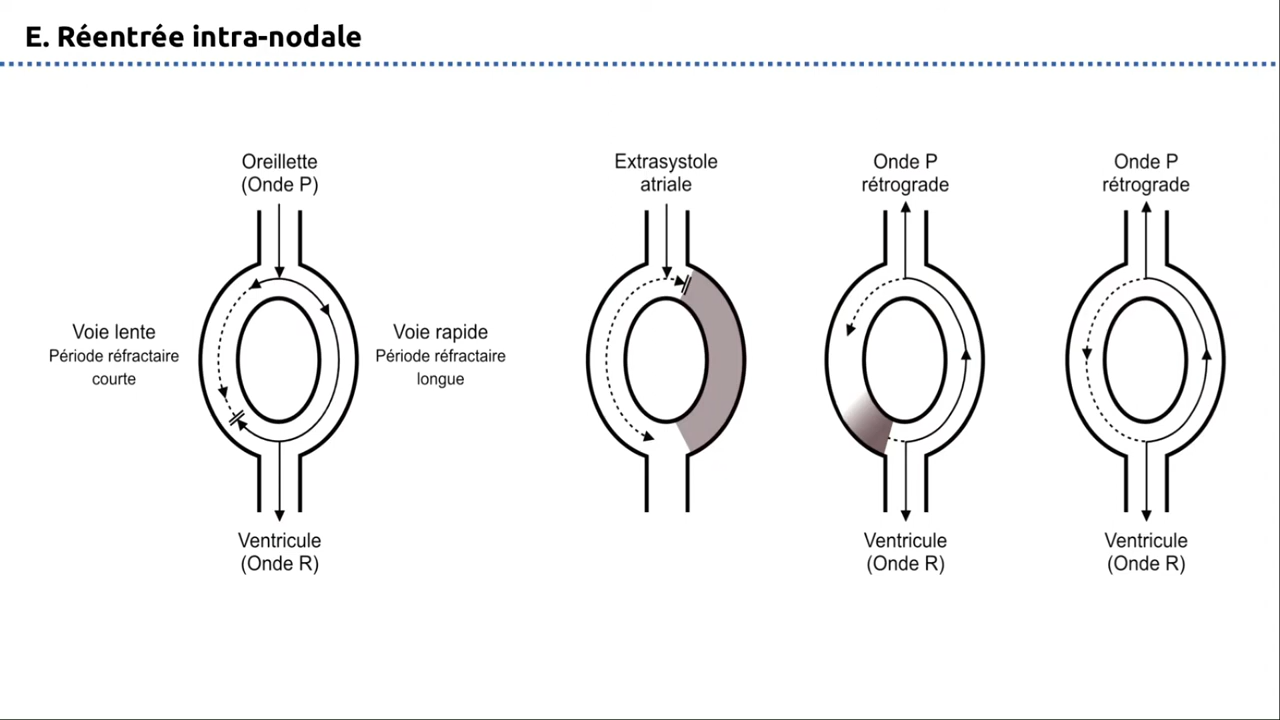 E. Réentrée intra-nodale
Oreillette
(Onde P)
Voie lente
Période réfractaire
courte
Voie rapide
Période réfractaire
longue
Ventricule
(Onde R)
Extrasystole
atriale
Onde P
rétrograde
Ventricule
(Onde R)
Onde P
rétrograde
Ventricule
(Onde R)